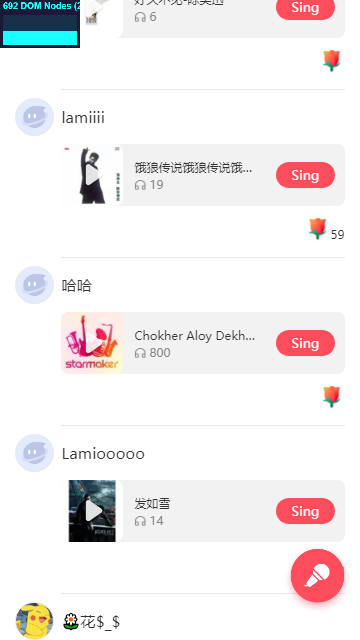 692 DOM Nodes (2
好久不见-陈奕迅
6
Sing
lamiiii
饿狼传说饿狼传说饿...
19
Sing
59
哈哈
Chokher Aloy Dekh...
800
Sing
starmaker
Lamiooooo
发如雪
14
Sing
花$_$